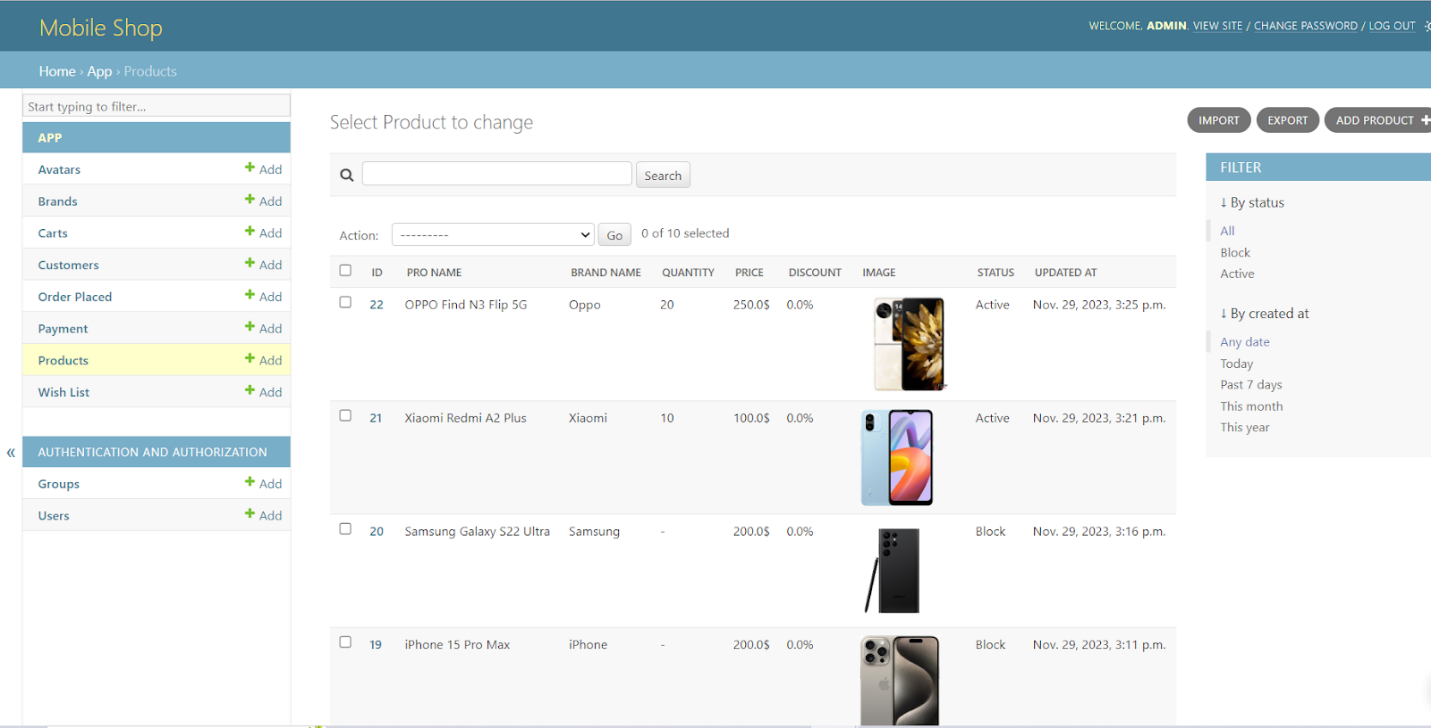 Mobile Shop
WELCOME, ADMIN. VIEW SITE / CHANGE PASSWORD / LOG OUT
Home › App › Products
Start typing to filter...
APP
Avatars + Add
Brands + Add
Carts + Add
Customers + Add
Order Placed + Add
Payment + Add
Products + Add
Wish List + Add
«
AUTHENTICATION AND AUTHORIZATION
Groups + Add
Users + Add
Select Product to change
IMPORT EXPORT ADD PRODUCT +
Search
Action: --------- Go 0 of 10 selected
ID PRO NAME BRAND NAME QUANTITY PRICE DISCOUNT IMAGE STATUS UPDATED AT
22 OPPO Find N3 Flip 5G Oppo 20 250.0$ 0.0% Active Nov. 29, 2023, 3:25 p.m.
21 Xiaomi Redmi A2 Plus Xiaomi 10 100.0$ 0.0% Active Nov. 29, 2023, 3:21 p.m.
20 Samsung Galaxy S22 Ultra Samsung - 200.0$ 0.0% Block Nov. 29, 2023, 3:16 p.m.
19 iPhone 15 Pro Max iPhone - 200.0$ 0.0% Block Nov. 29, 2023, 3:11 p.m.
FILTER
↓ By status
All
Block
Active
↓ By created at
Any date
Today
Past 7 days
This month
This year